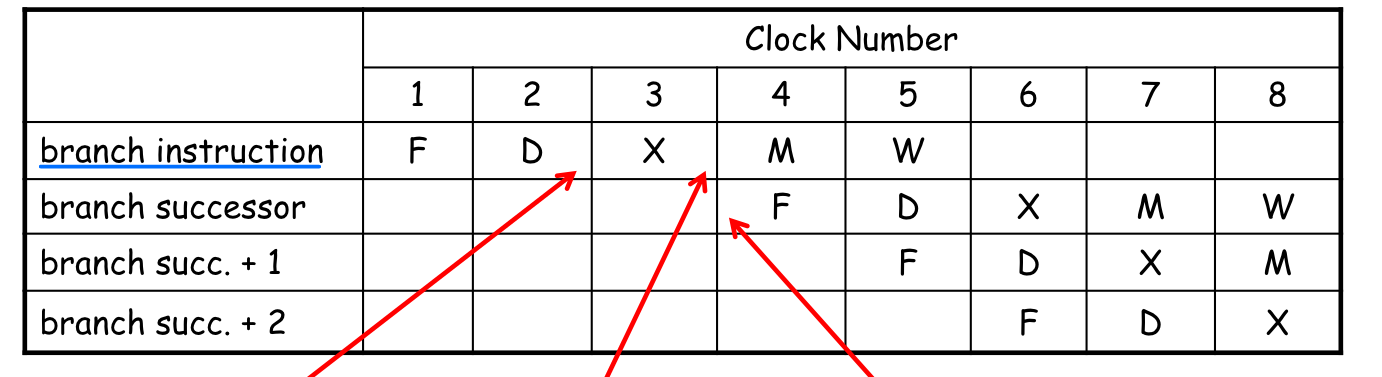 Clock Number
1 2 3 4 5 6 7 8
branch instruction F D X M W
branch successor F D X M W
branch succ. + 1 F D X M
branch succ. + 2 F D X